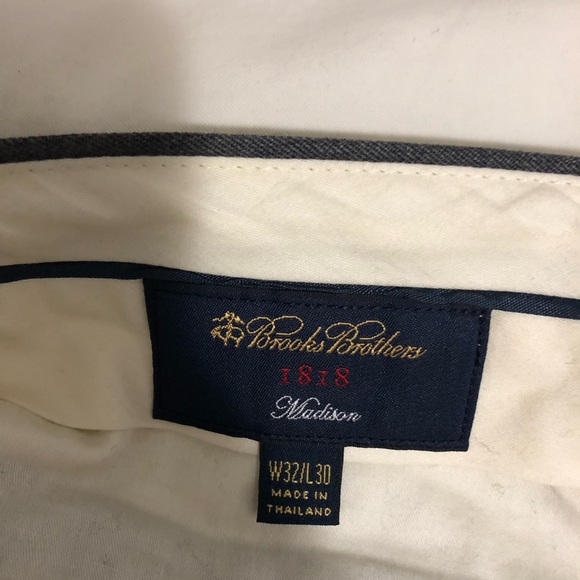 Brooks Brothers
1818
Madison
W32/L30
MADE IN
THAILAND